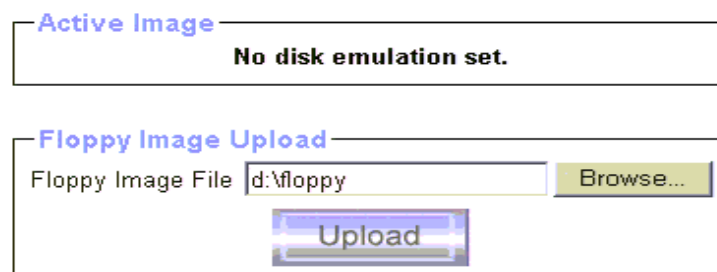 Active Image
No disk emulation set.
Floppy Image Upload
Floppy Image File d:\floppy Browse...
Upload